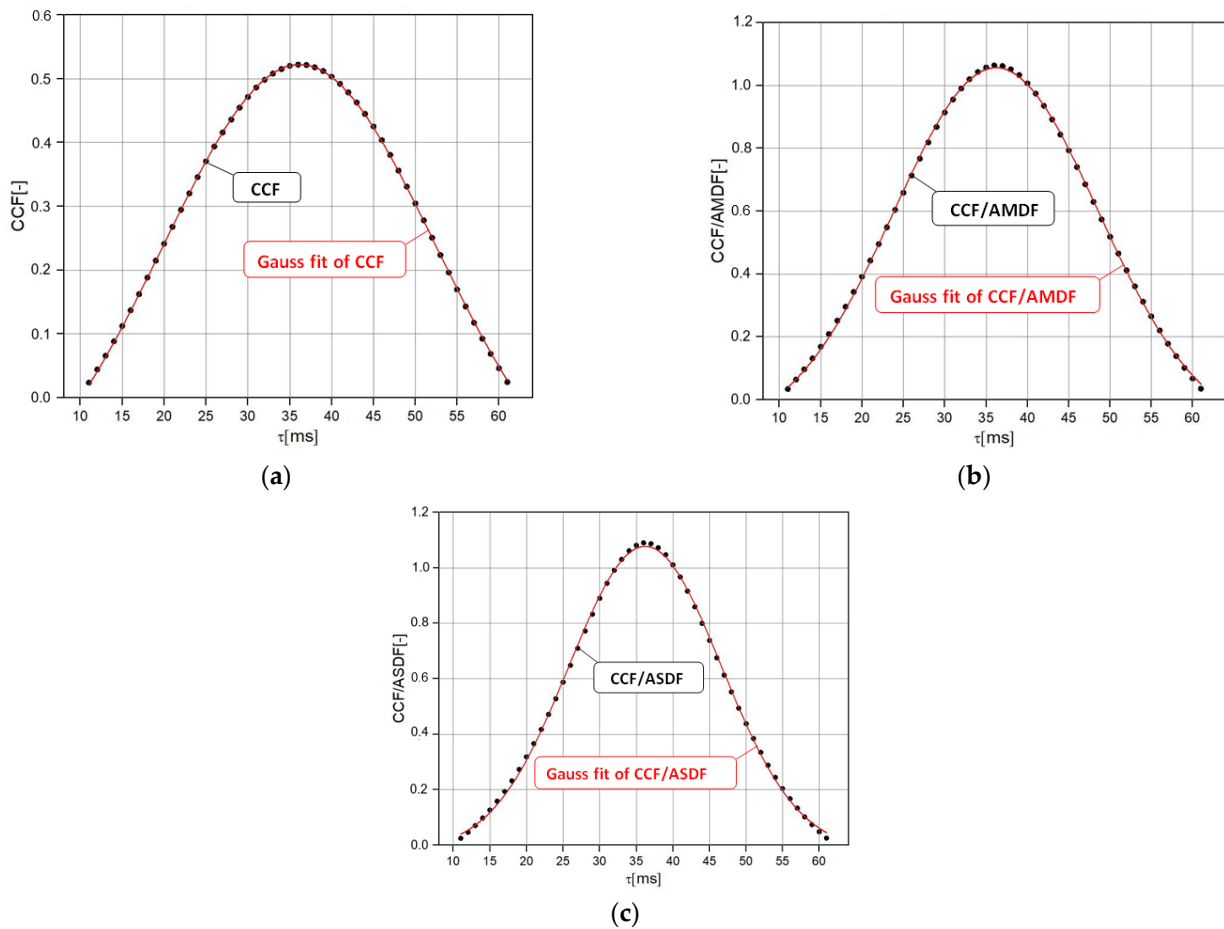 0.6
0.5
0.4
0.3
0.2
0.1
0.0
CCF[-]
CCF
Gauss fit of CCF
10 15 20 25 30 35 40 45 50 55 60
τ[ms]
(a)
1.2
1.0
0.8
0.6
0.4
0.2
0.0
CCF/AMDF[-]
CCF/AMDF
Gauss fit of CCF/AMDF
10 15 20 25 30 35 40 45 50 55 60
τ[ms]
(b)
1.2
1.0
0.8
0.6
0.4
0.2
0.0
CCF/ASDF[-]
CCF/ASDF
Gauss fit of CCF/ASDF
10 15 20 25 30 35 40 45 50 55 60
τ[ms]
(c)